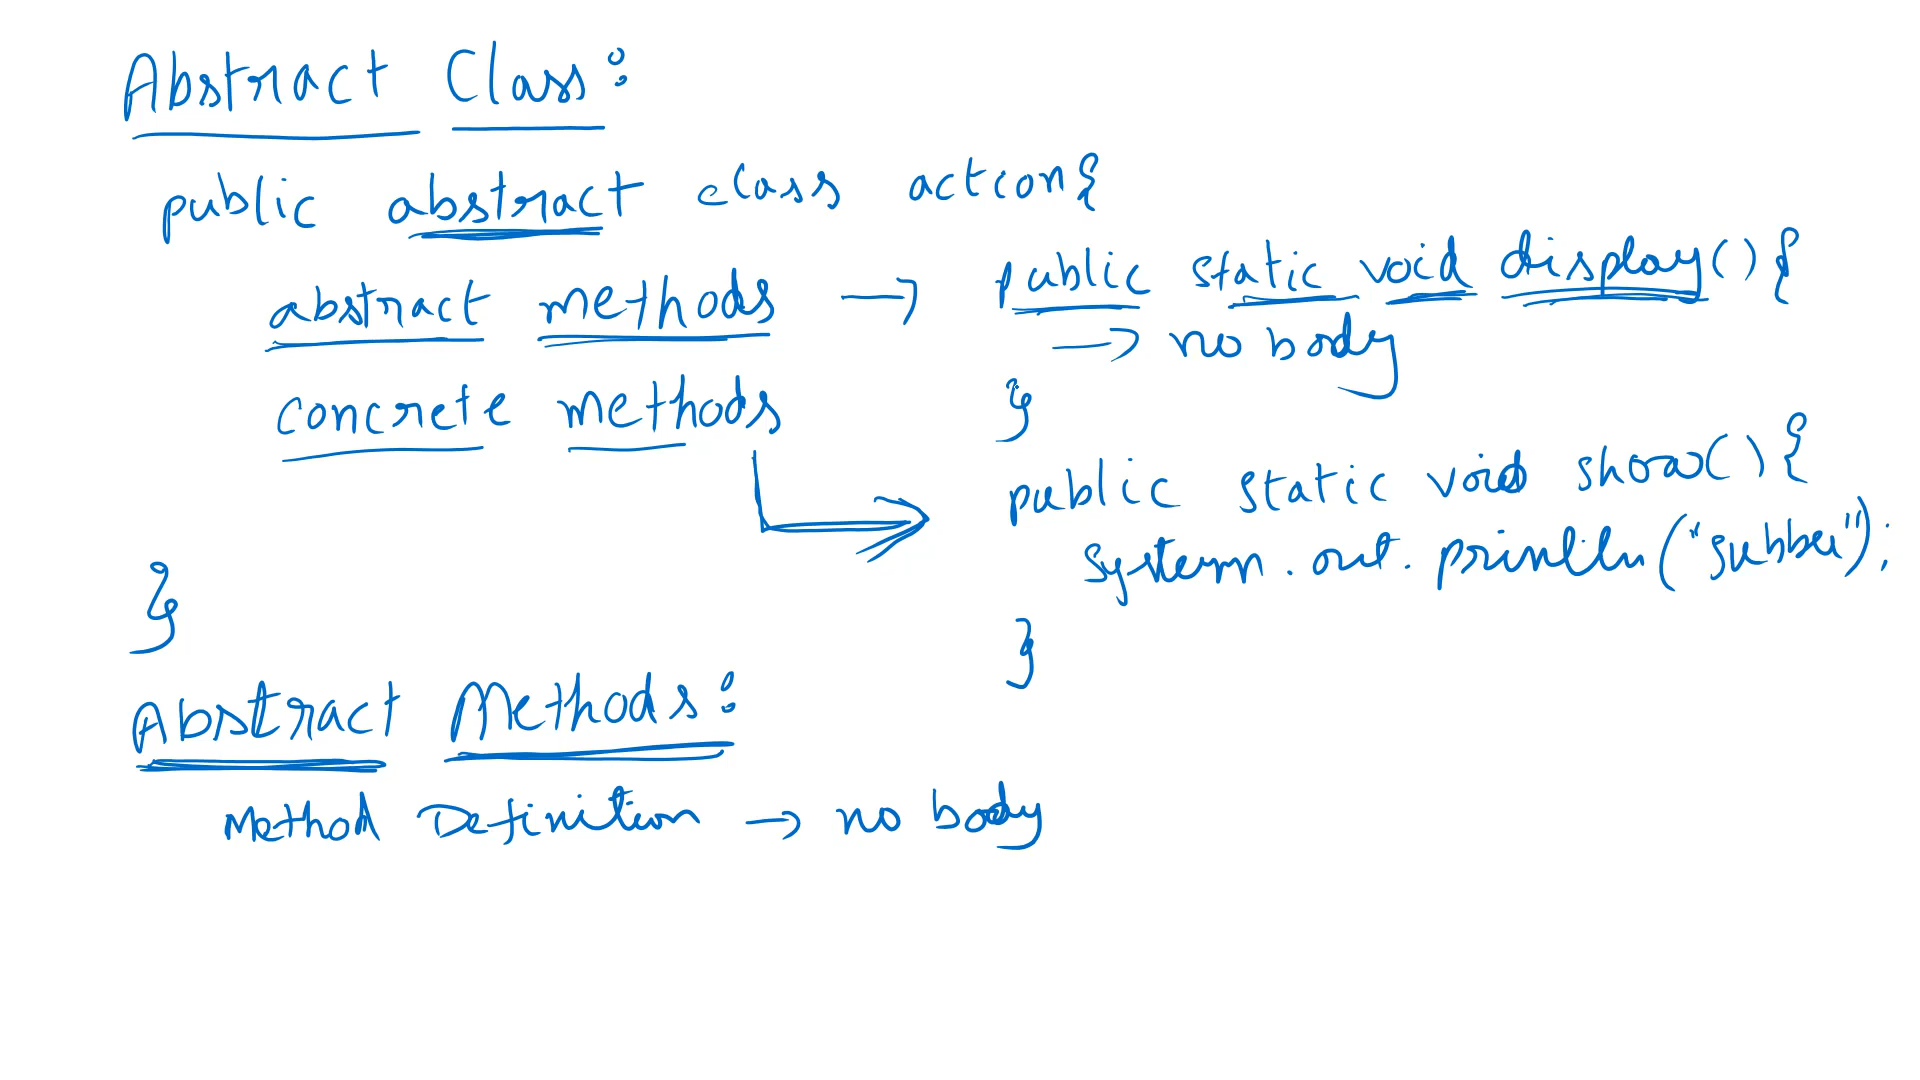 Abstract Class:
public abstract class action{
abstract methods → public static void display(){
→ no body
}
concrete methods
public static void show(){
System.out.println("subbu");
}
}
Abstract Methods:
Method Definition → no body